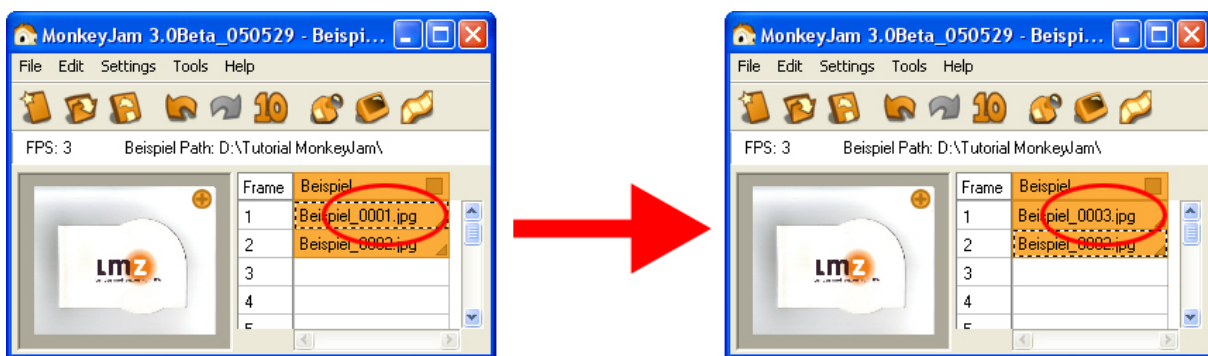 MonkeyJam 3.0Beta_050529 - Beispi...
File Edit Settings Tools Help
10
FPS: 3 Beispiel Path: D:\Tutorial MonkeyJam\
Frame Beispiel
1 Beispiel_0001.jpg
2 Beispiel_0002.jpg
3
4
LMZ
MonkeyJam 3.0Beta_050529 - Beispi...
File Edit Settings Tools Help
10
FPS: 3 Beispiel Path: D:\Tutorial MonkeyJam\
Frame Beispiel
1 Beispiel_0003.jpg
2 Beispiel_0002.jpg
3
4
LMZ